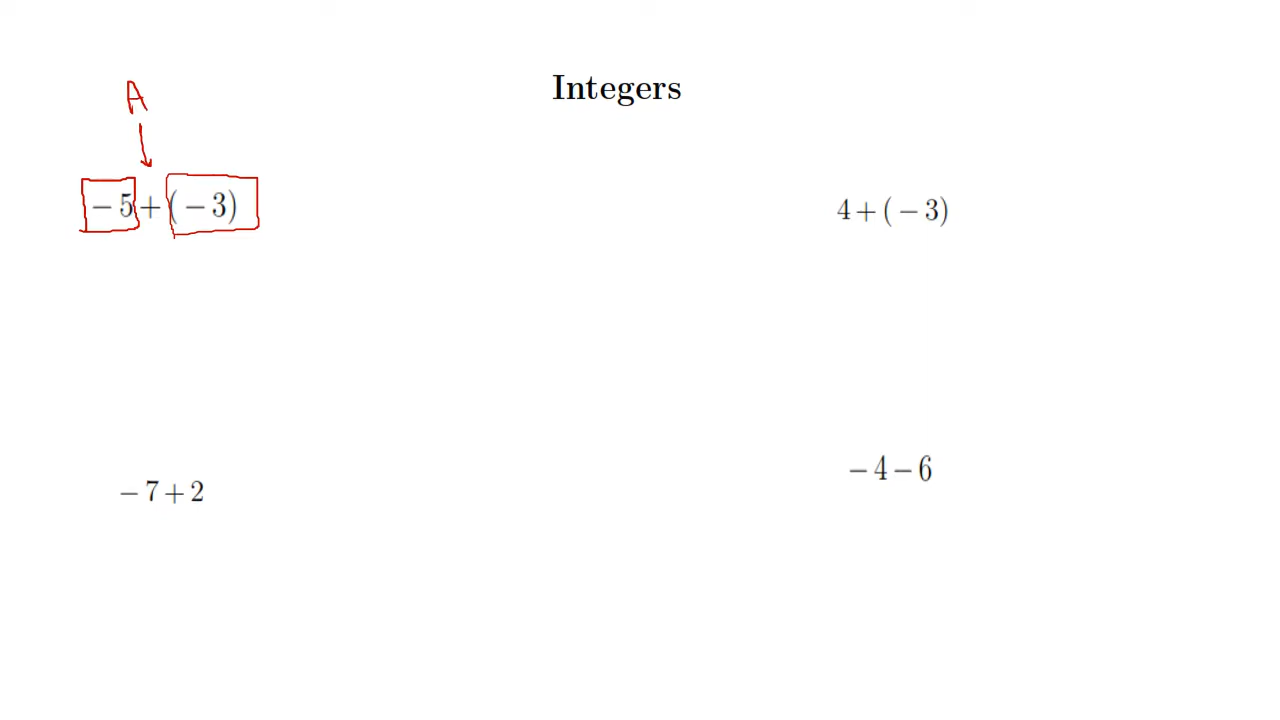 Integers
A
− 5 + ( − 3)
4 + ( − 3)
− 7 + 2
− 4 − 6